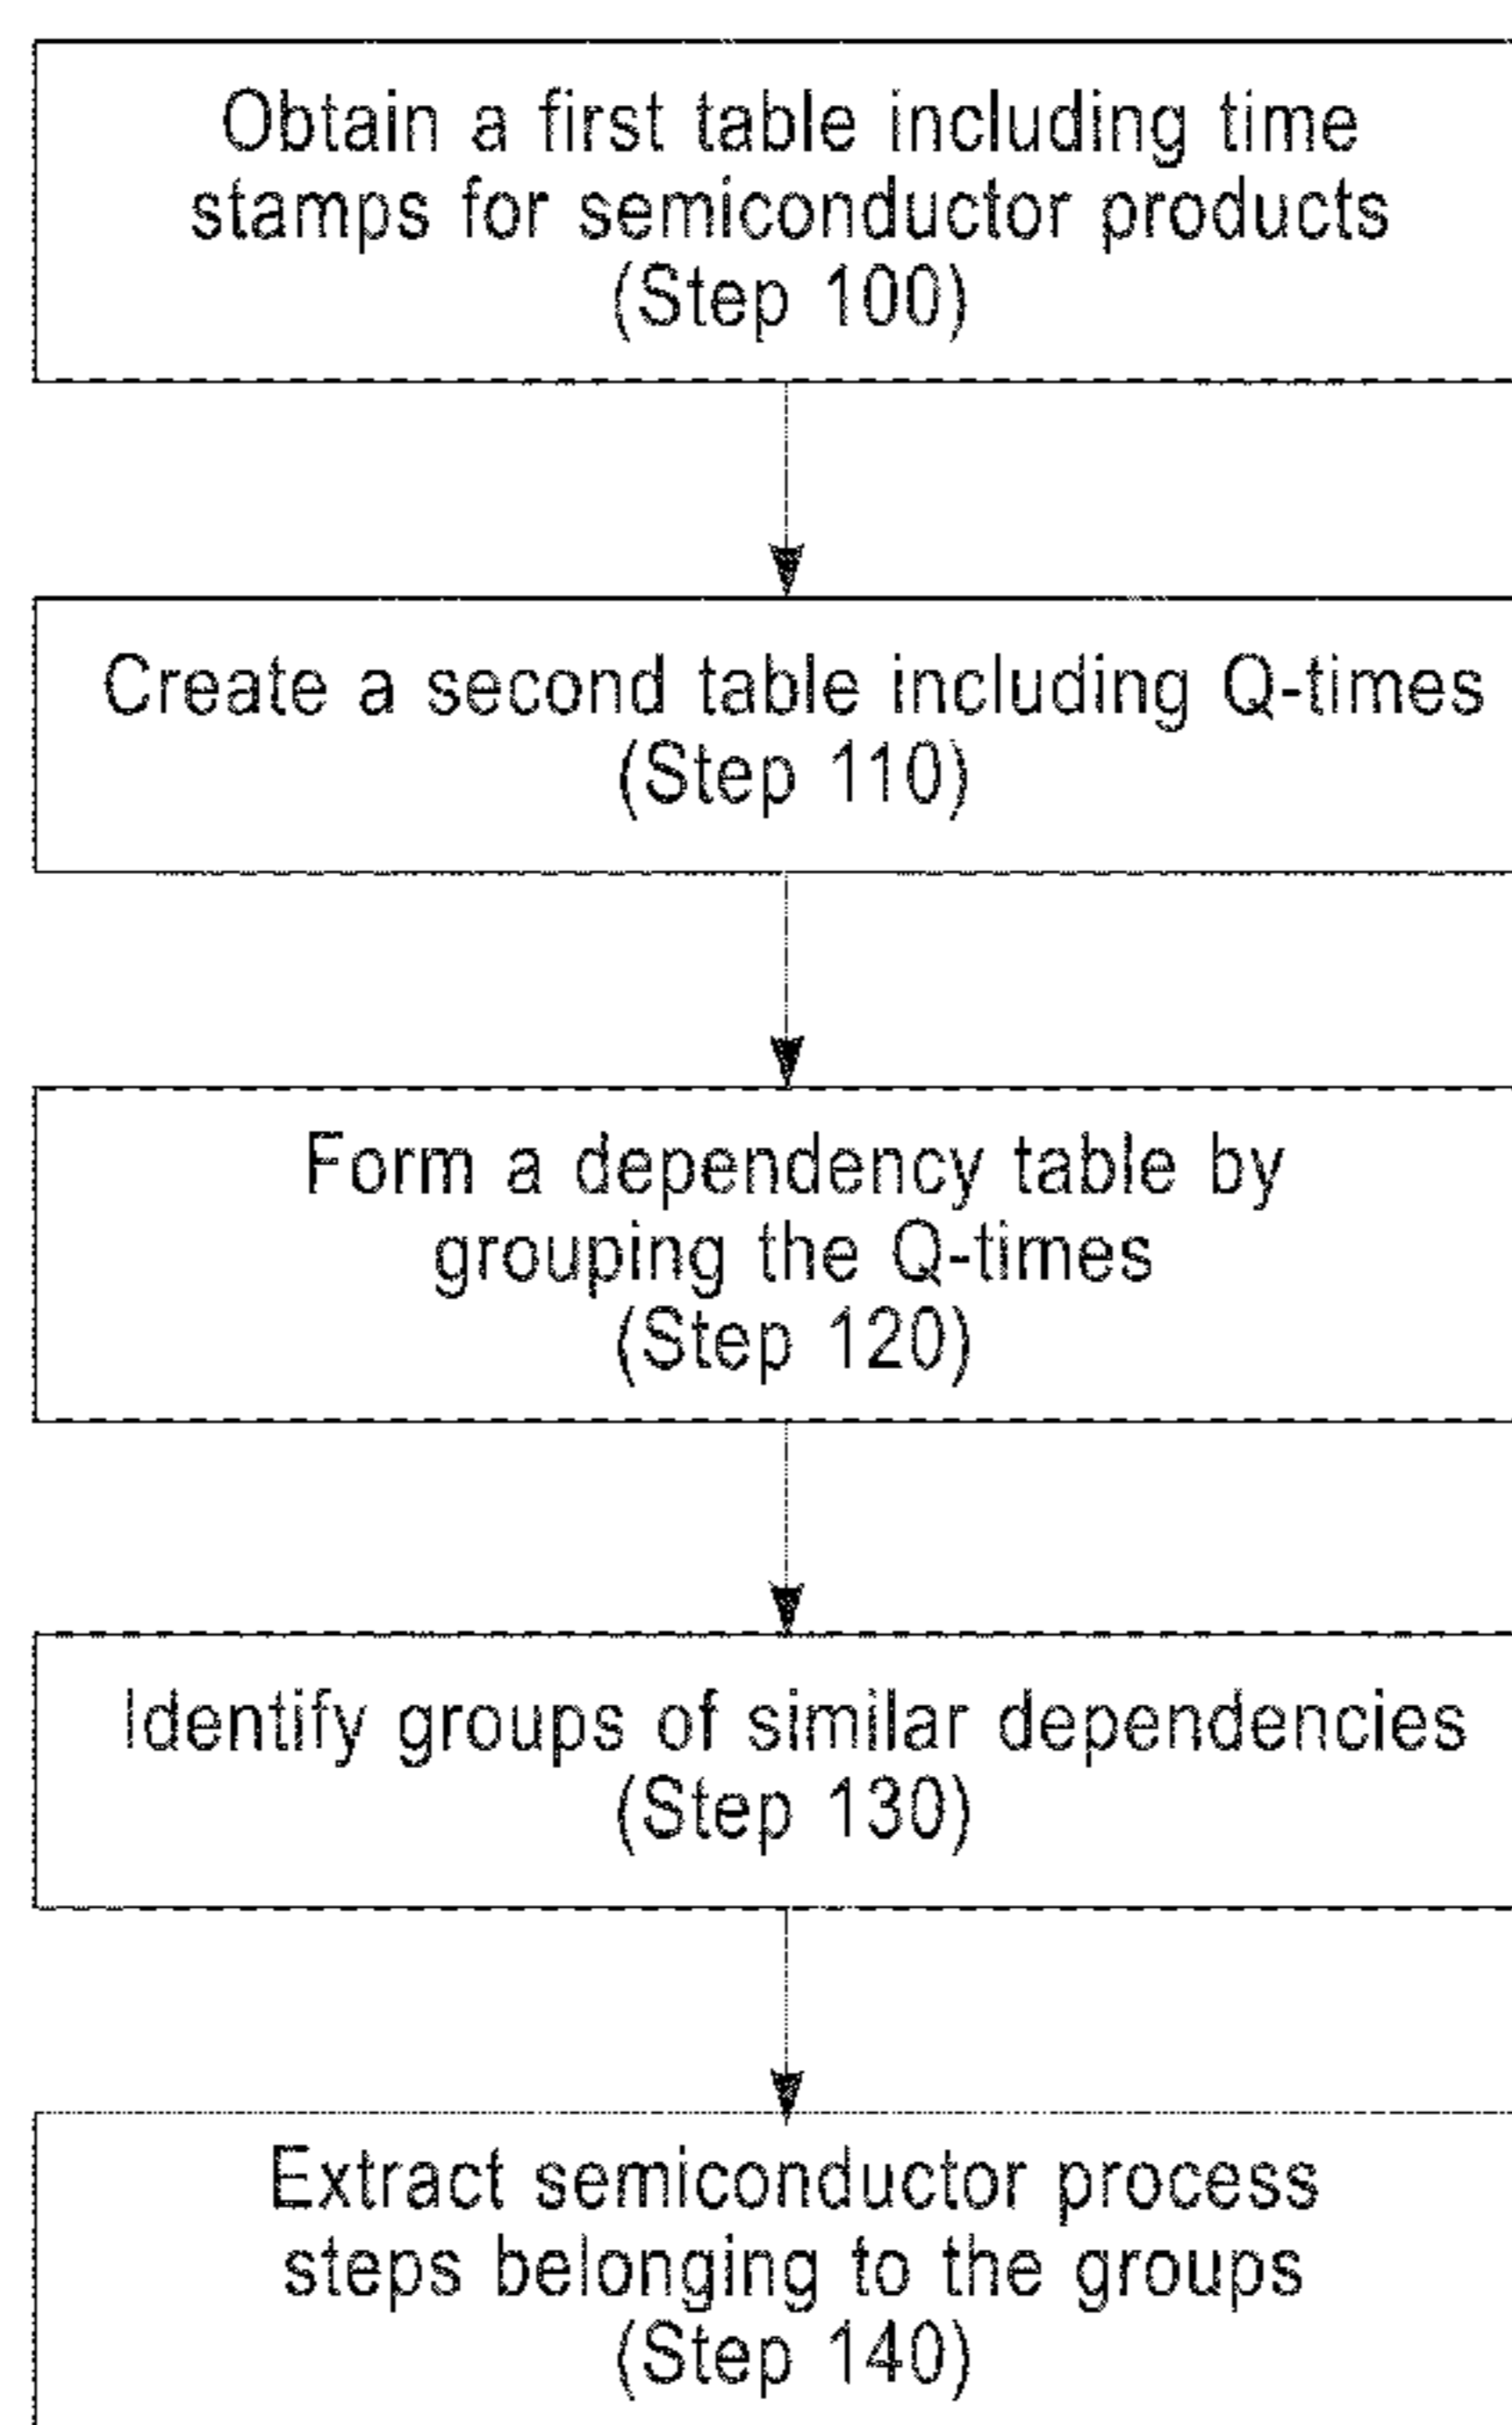 Obtain a first table including time
stamps for semiconductor products
(Step 100)
Create a second table including Q-times
(Step 110)
Form a dependency table by
grouping the Q-times
(Step 120)
Identify groups of similar dependencies
(Step 130)
Extract semiconductor process
steps belonging to the groups
(Step 140)